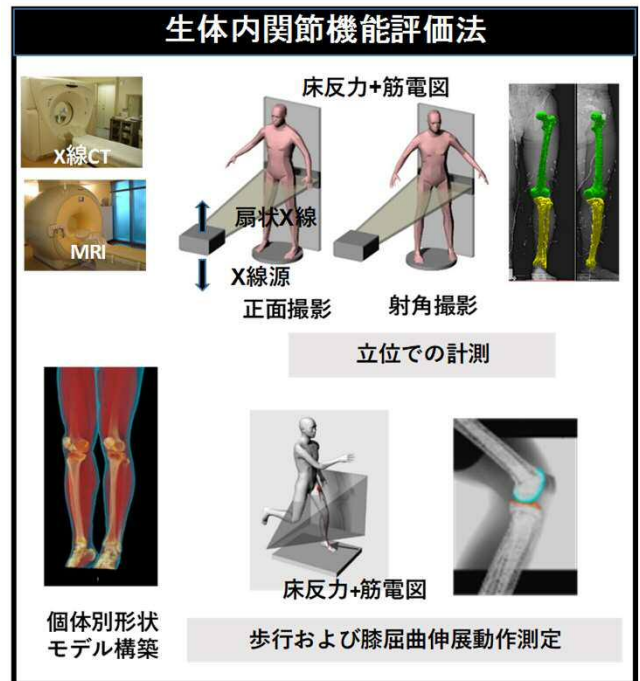 生体内関節機能評価法
X線CT
MRI
床反力+筋電図
扇状X線
X線源
正面撮影
射角撮影
立位での計測
床反力+筋電図
個体別形状
モデル構築
歩行および膝屈曲伸展動作測定